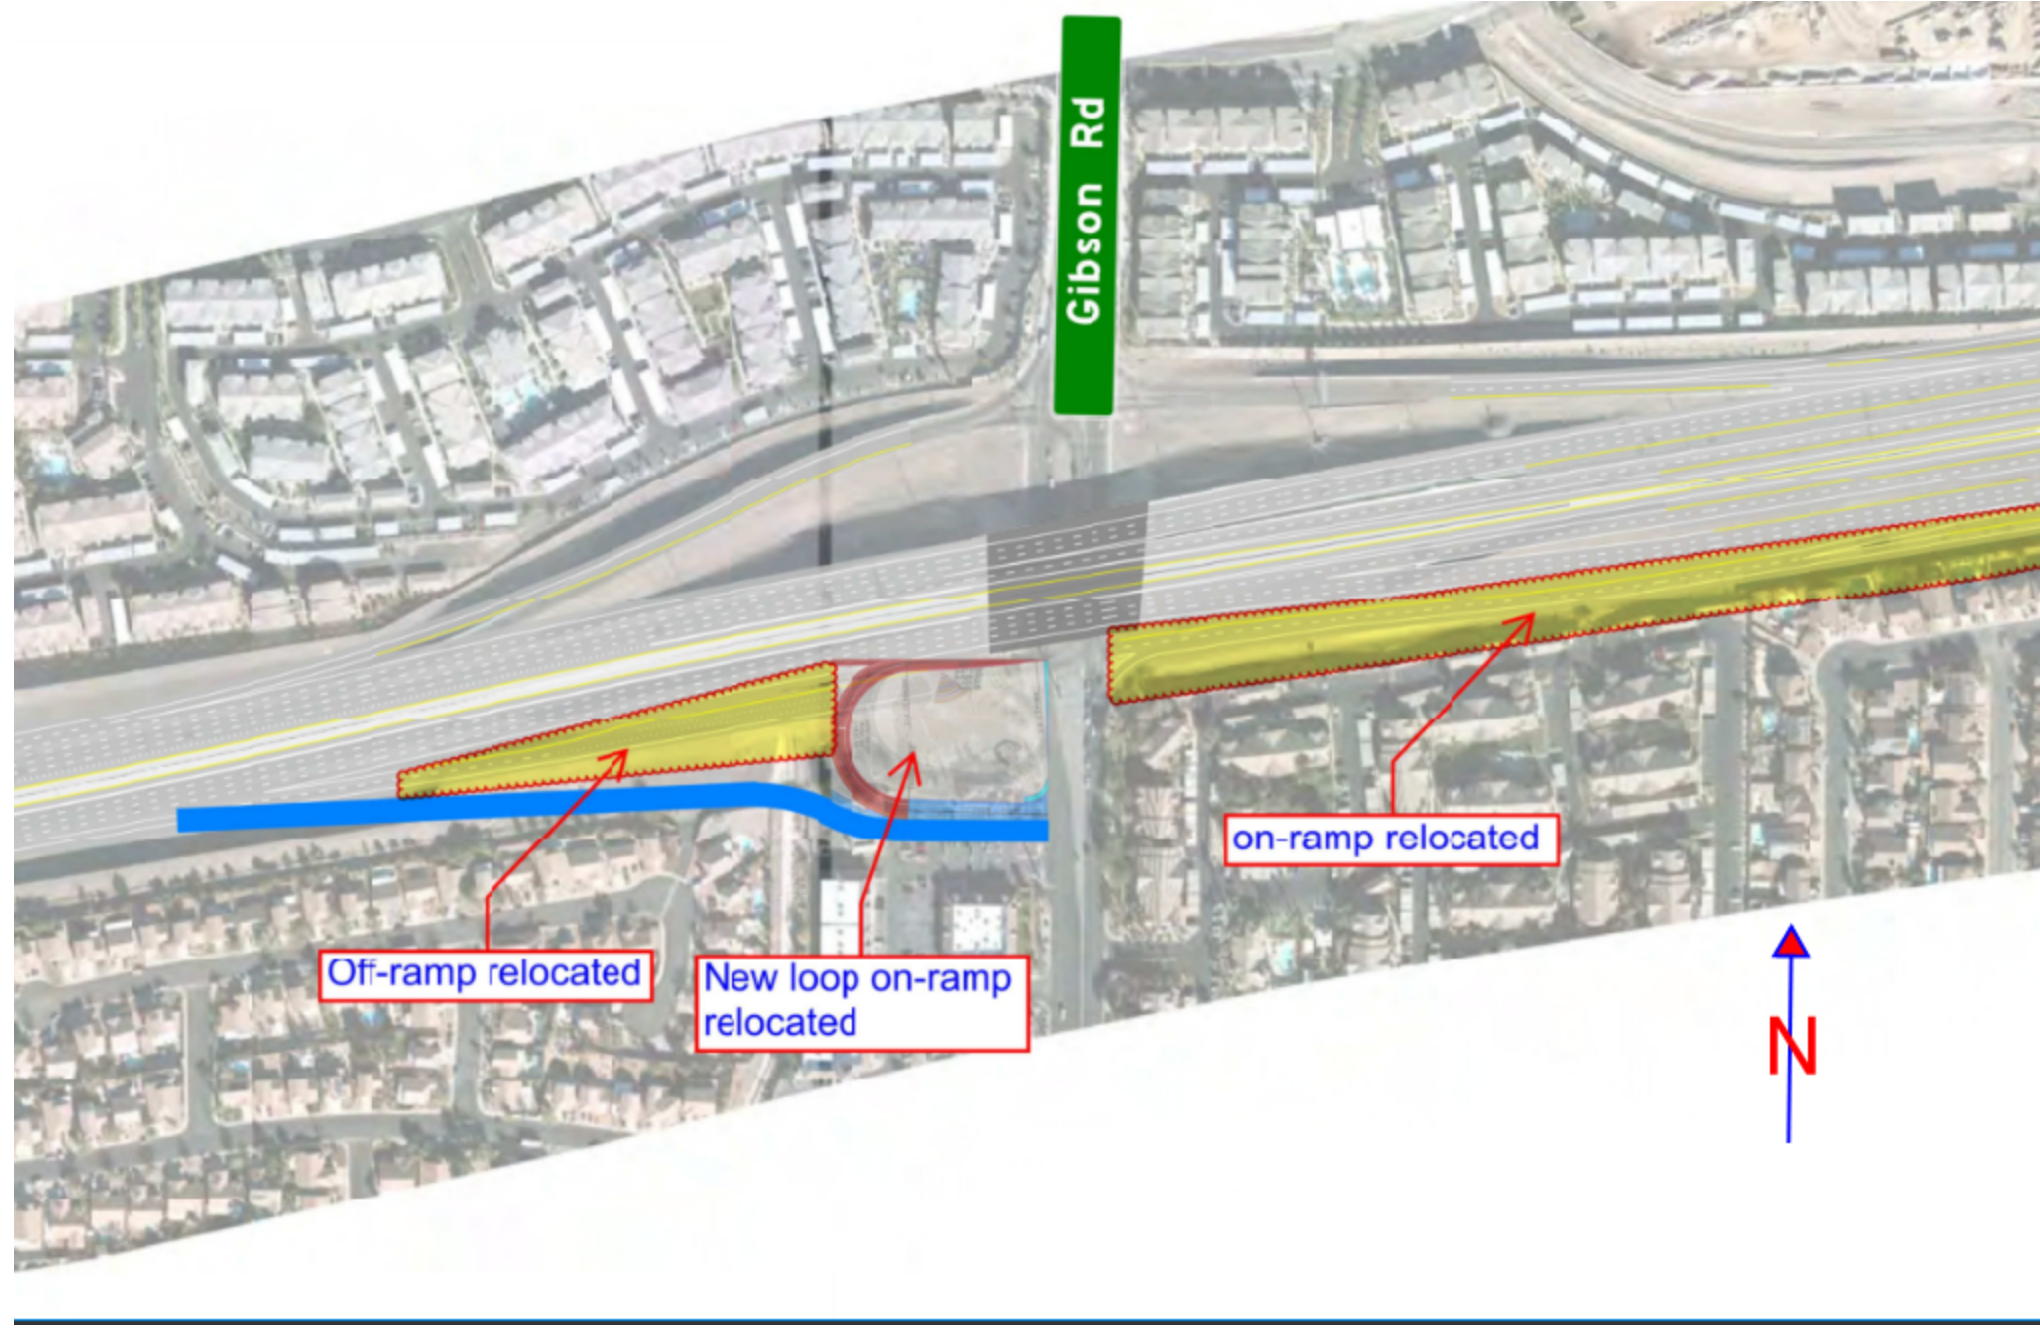 Gibson Rd
on-ramp relocated
Off-ramp relocated
New loop on-ramp
relocated
N